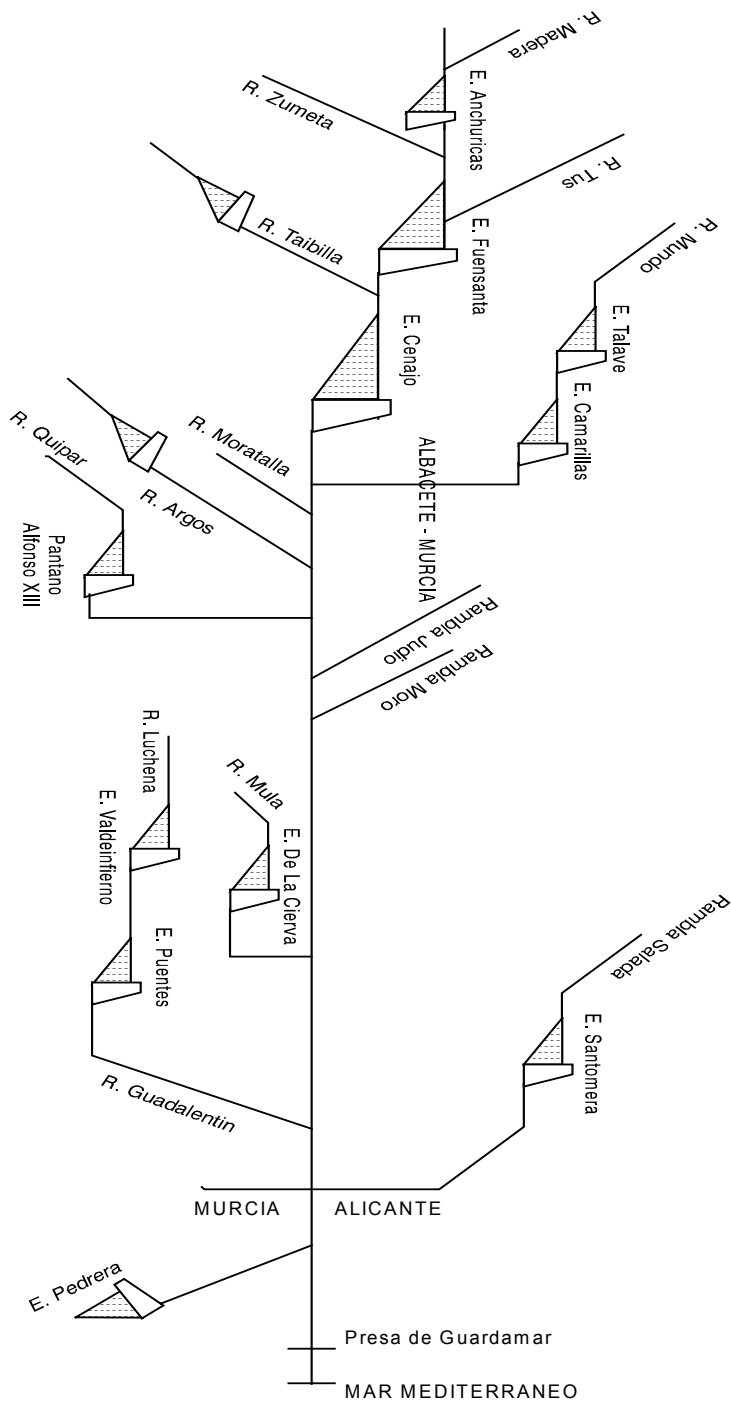 R. Madera
E. Anchuricas
R. Zumeta
R. Tus
E. Fuensanta
R. Taibilla
R. Mundo
E. Talave
E. Cenajo
E. Camarillas
R. Moratalla
R. Quipar
R. Argos
ALBACETE - MURCIA
Pantano
Alfonso XIII
Rambla Judio
Rambla Moro
R. Luchena
E. Valdeinfierno
R. Mula
E. De La Cierva
E. Puentes
Rambla Salada
E. Santomera
R. Guadalentin
MURCIA
ALICANTE
E. Pedrera
Presa de Guardamar
MAR MEDITERRANEO